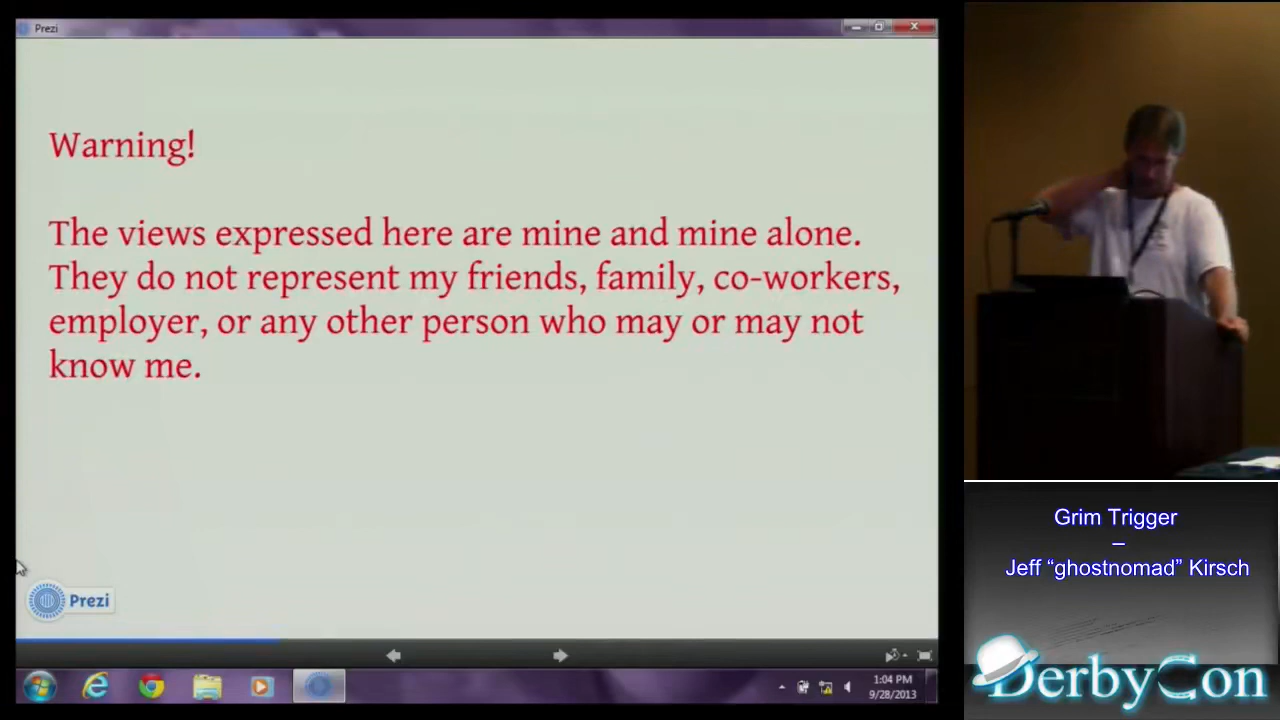 Prezi
Warning!
The views expressed here are mine and mine alone.
They do not represent my friends, family, co-workers,
employer, or any other person who may or may not
know me.
Prezi
1:04 PM
9/28/2013
Grim Trigger
–
Jeff “ghostnomad” Kirsch
DerbyCon